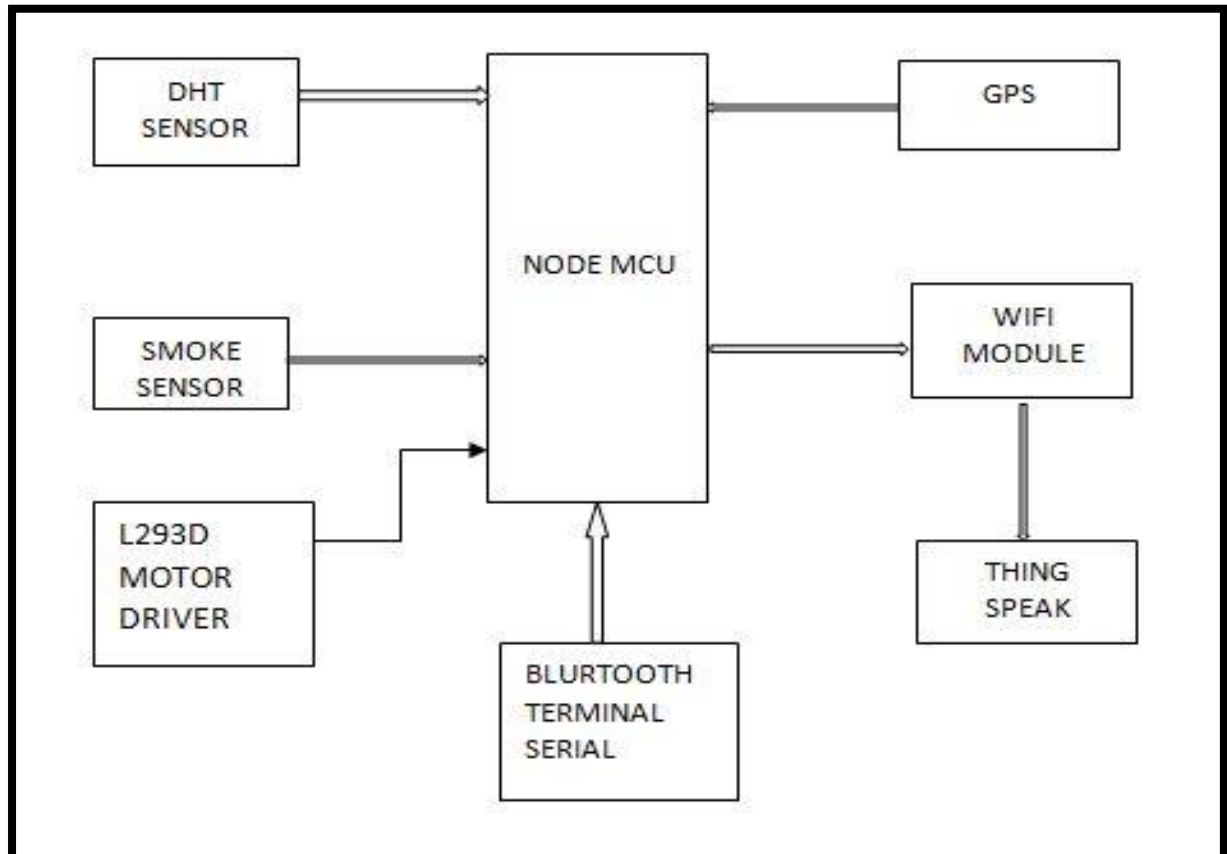 DHT
SENSOR
GPS
NODE MCU
SMOKE
SENSOR
WIFI
MODULE
L293D
MOTOR
DRIVER
THING
SPEAK
BLURTOOTH
TERMINAL
SERIAL